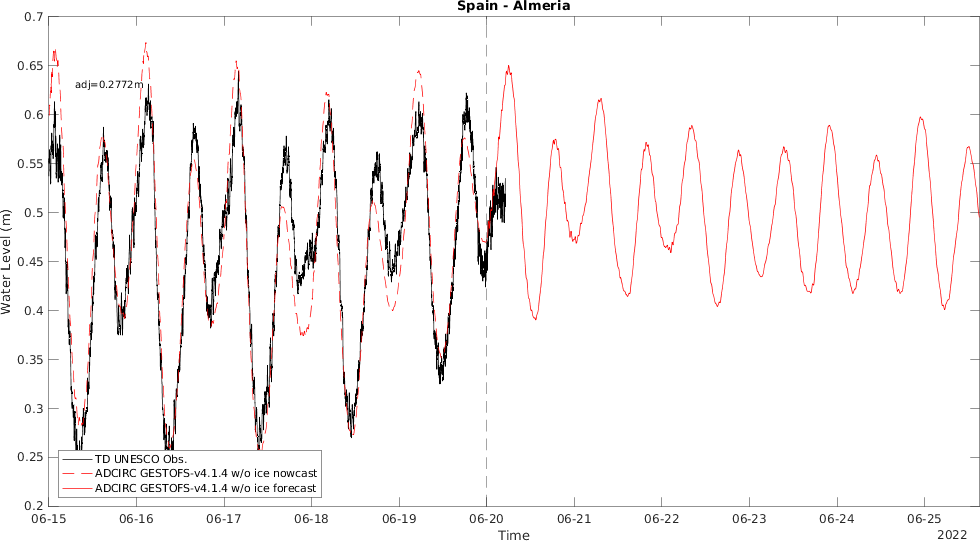 Spain - Almeria
0.7
0.65
0.6
0.55
0.5
0.45
0.4
0.35
0.3
0.25
0.2
Water Level (m)
adj=0.2772m
TD UNESCO Obs.
ADCIRC GESTOFS-v4.1.4 w/o ice nowcast
ADCIRC GESTOFS-v4.1.4 w/o ice forecast
06-15 06-16 06-17 06-18 06-19 06-20 06-21 06-22 06-23 06-24 06-25
Time
2022